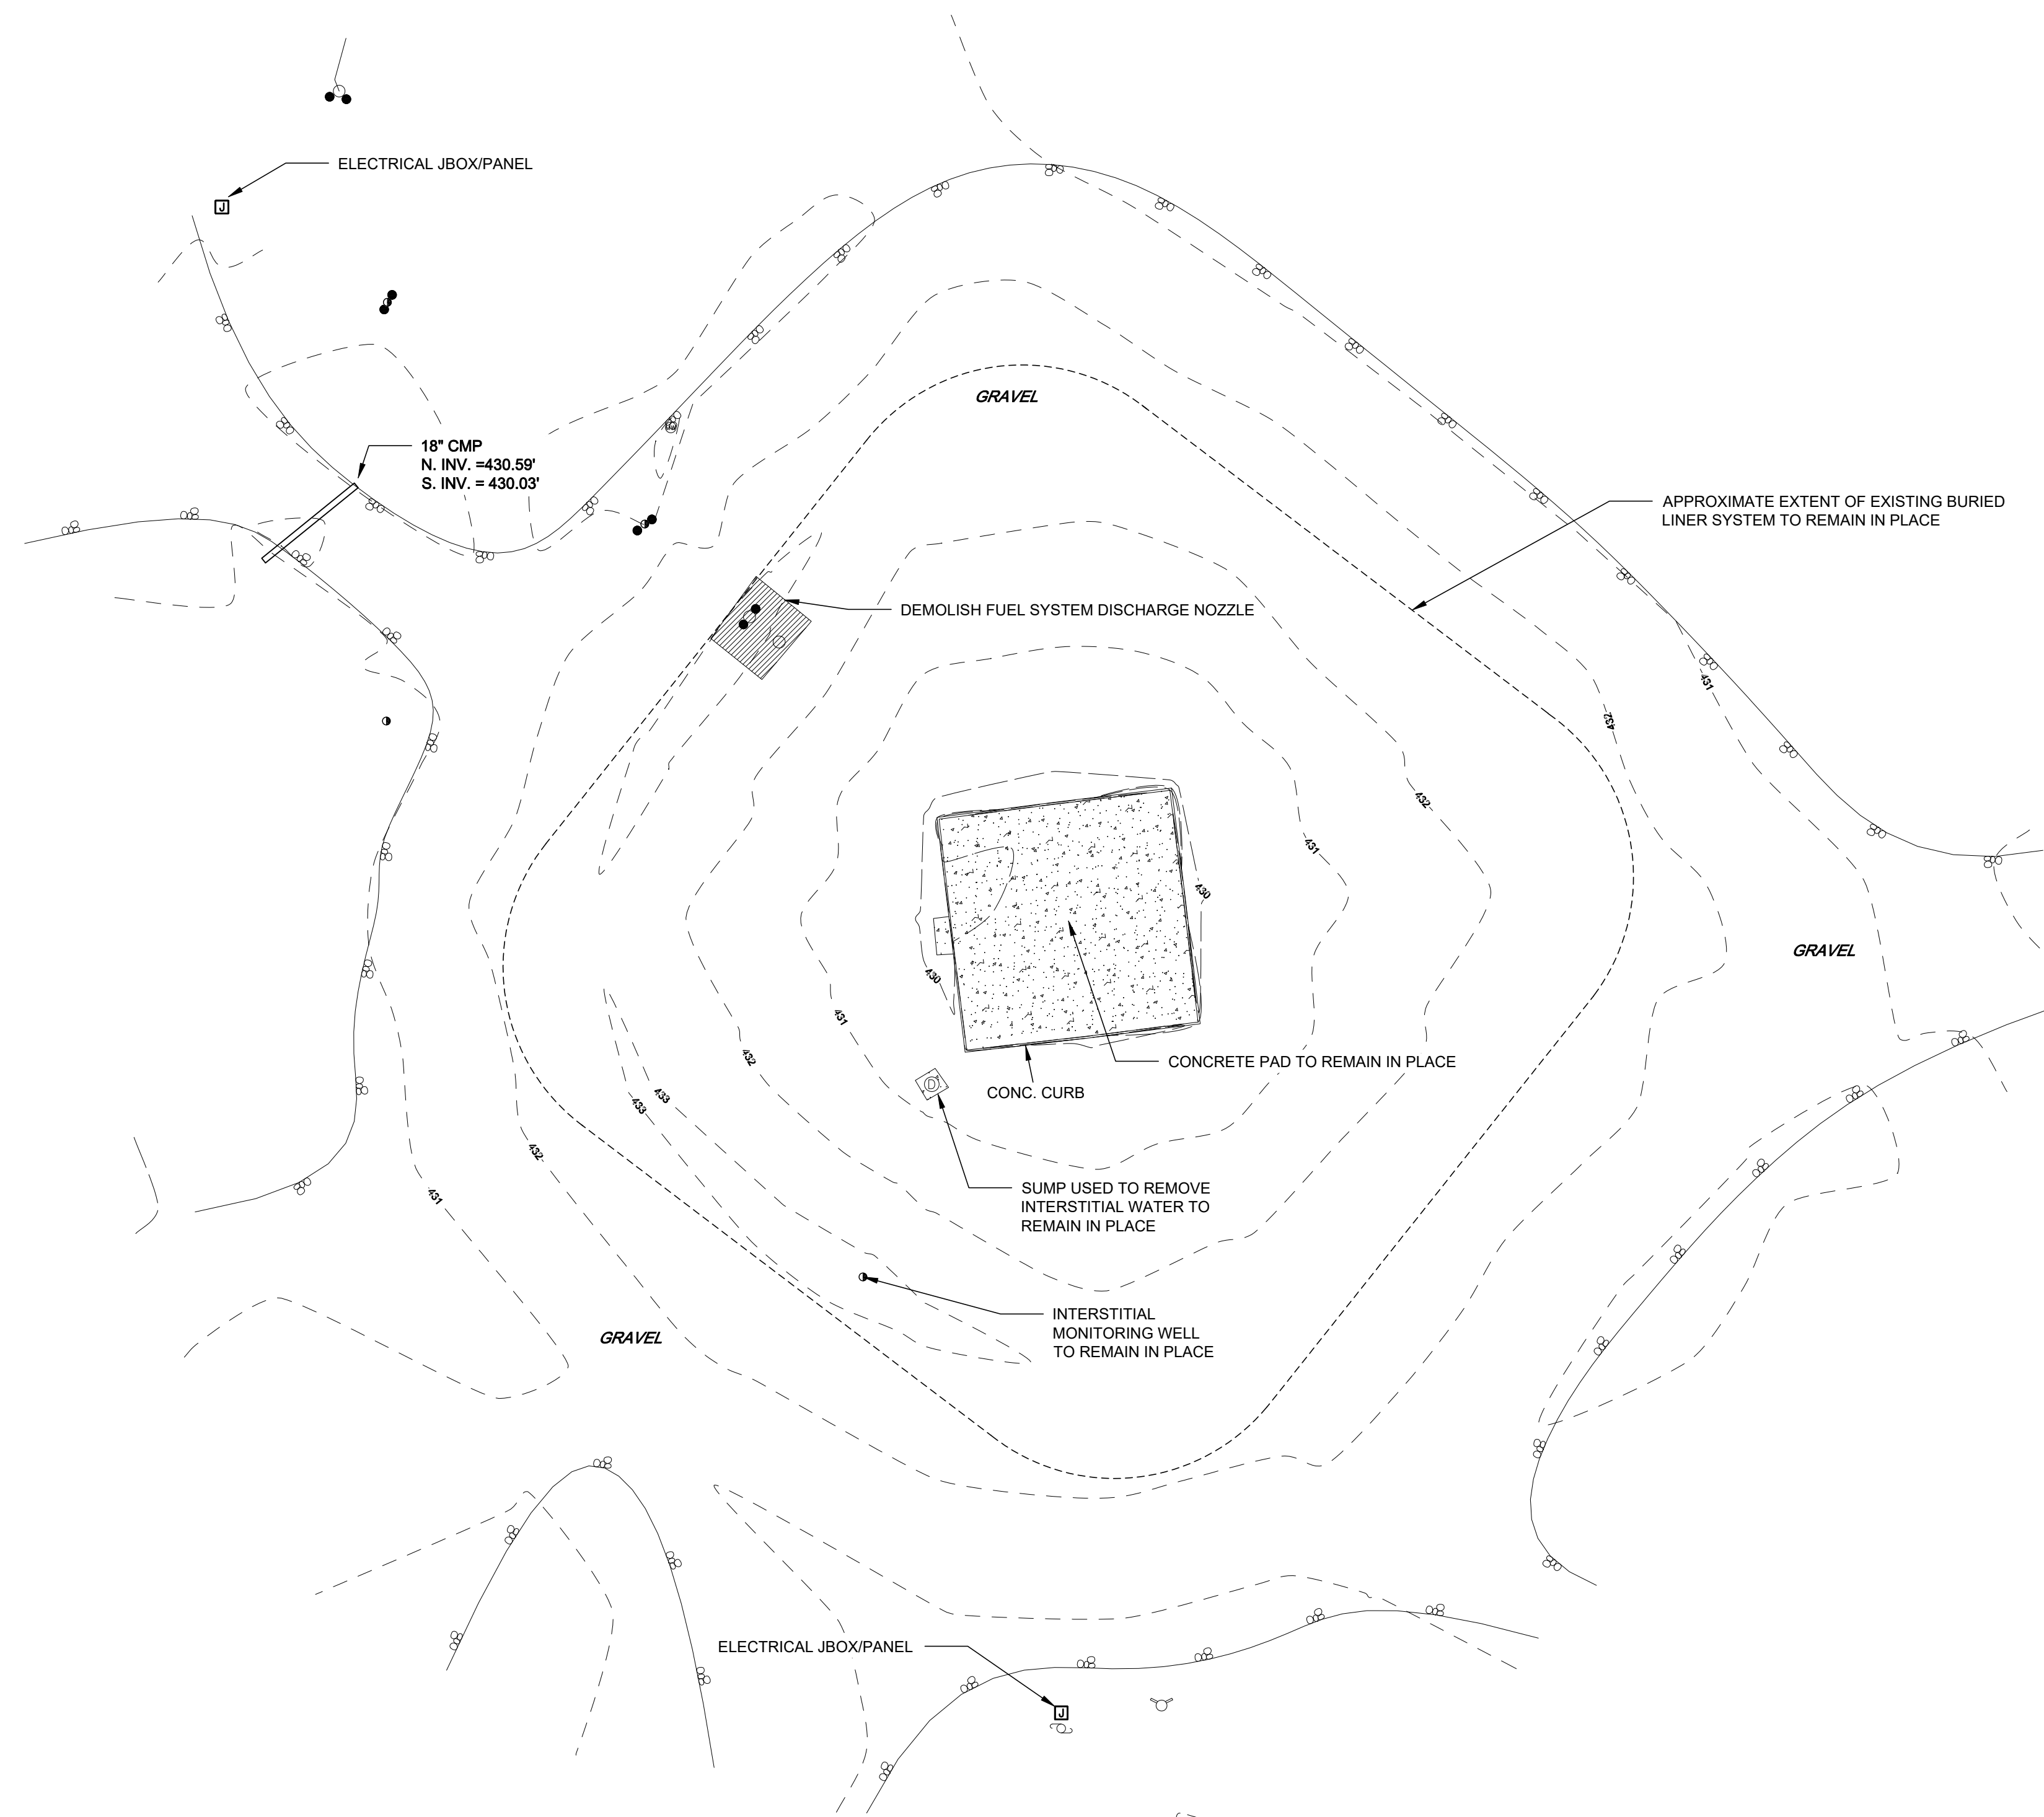 ELECTRICAL JBOX/PANEL
J
GRAVEL
18" CMP
N. INV. =430.59'
S. INV. = 430.03'
APPROXIMATE EXTENT OF EXISTING BURIED
LINER SYSTEM TO REMAIN IN PLACE
DEMOLISH FUEL SYSTEM DISCHARGE NOZZLE
431
432
432
431
430
GRAVEL
430
431
432
CONCRETE PAD TO REMAIN IN PLACE
D
CONC. CURB
433
433
432
431
SUMP USED TO REMOVE
INTERSTITIAL WATER TO
REMAIN IN PLACE
INTERSTITIAL
MONITORING WELL
TO REMAIN IN PLACE
GRAVEL
ELECTRICAL JBOX/PANEL
J